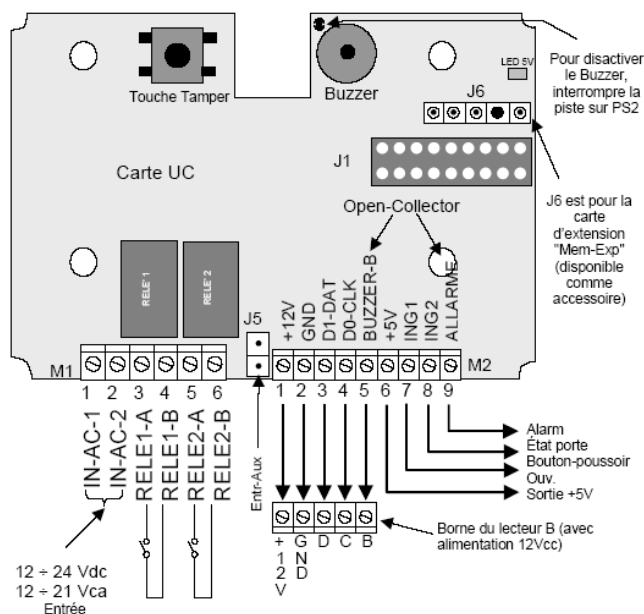 Touche Tamper
Buzzer
LED 5V
Pour disactiver
le Buzzer,
interrompre la
piste sur PS2
J6
J1
Carte UC
Open-Collector
J6 est pour la
carte
d'extension
"Mem-Exp"
(disponible
comme
accessoire)
RELE' 1
RELE' 2
J5
+12V
GND
D1-DAT
D0-CLK
BUZZER-B
+5V
ING1
ING2
ALLARME
M1
M2
1 2 3 4 5 6
1 2 3 4 5 6 7 8 9
IN-AC-1
IN-AC-2
RELE1-A
RELE1-B
RELE2-A
RELE2-B
Entr-Aux
Alarm
État porte
Bouton-poussoir
Ouv.
Sortie +5V
+12V
GND
D
C
B
Borne du lecteur B (avec
alimentation 12Vcc)
12 ÷ 24 Vdc
12 ÷ 21 Vca
Entrée